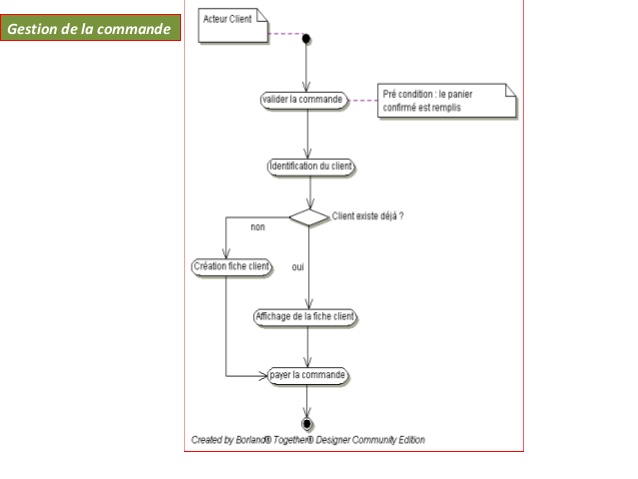 Gestion de la commande
Acteur Client
valider la commande
Pré condition : le panier
confirmé est remplis
Identification du client
Client existe déjà ?
non
Création fiche client
oui
Affichage de la fiche client
payer la commande
Created by Borland® Together® Designer Community Edition